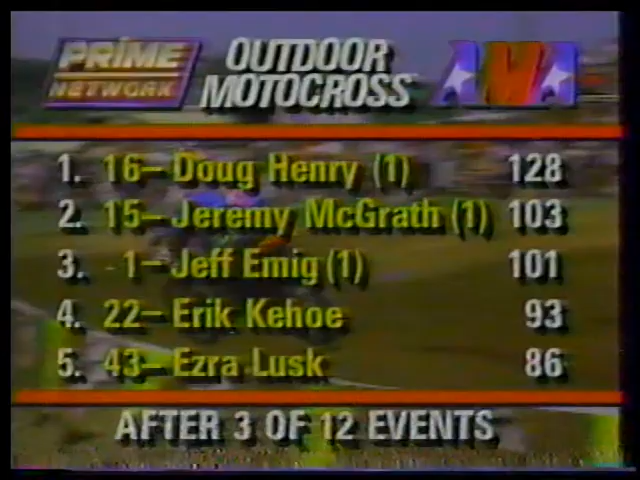 PRIME NETWORK
OUTDOOR MOTOCROSS
AMA
1. 16– Doug Henry (1) 128
2. 15– Jeremy McGrath (1) 103
3. -1– Jeff Emig (1) 101
4. 22– Erik Kehoe 93
5. 43– Ezra Lusk 86
AFTER 3 OF 12 EVENTS